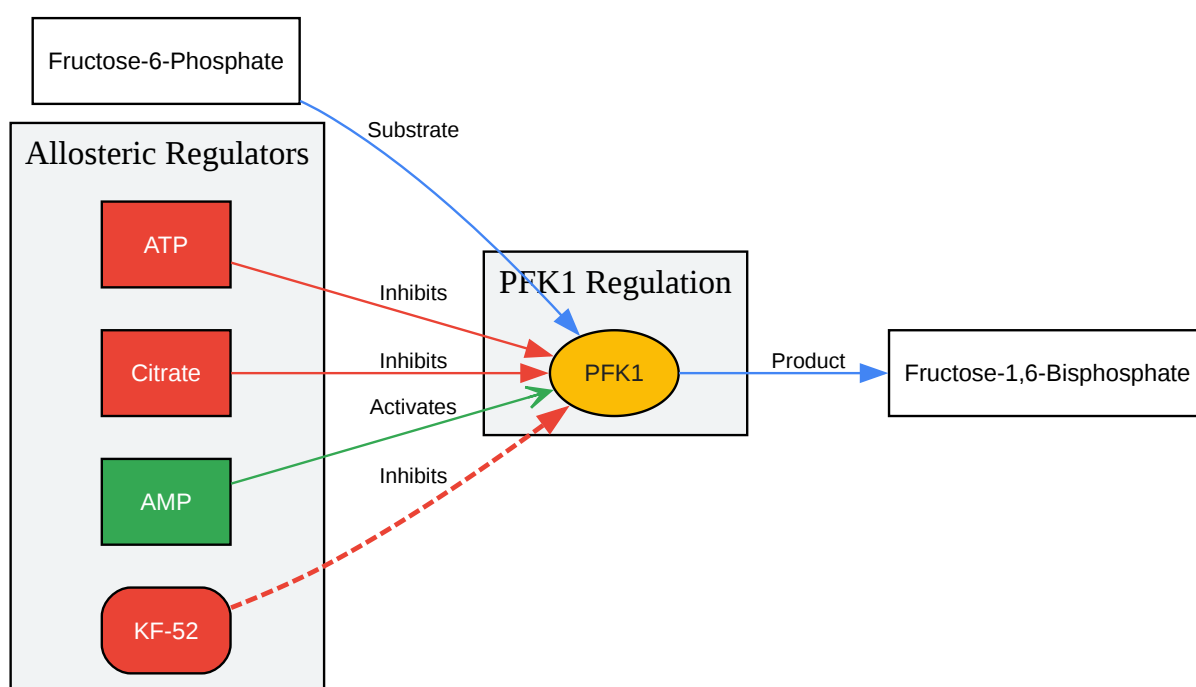 Fructose-6-Phosphate
Substrate
Allosteric Regulators
ATP
Inhibits
PFK1 Regulation
Citrate
Inhibits
PFK1
Product
Fructose-1,6-Bisphosphate
Activates
AMP
Inhibits
KF-52